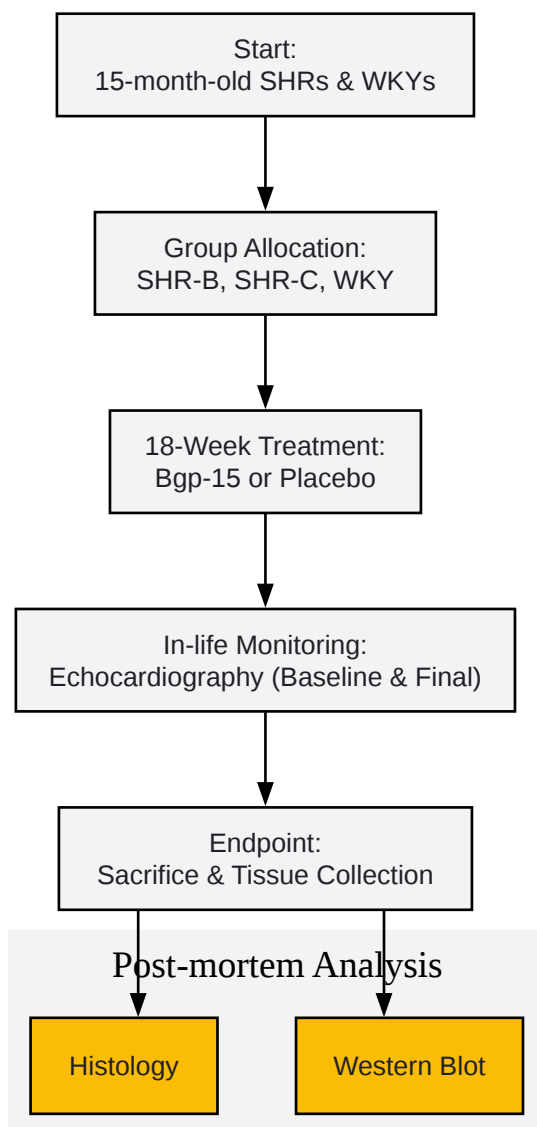 Start:
15-month-old SHRs & WKYs
Group Allocation:
SHR-B, SHR-C, WKY
18-Week Treatment:
Bgp-15 or Placebo
In-life Monitoring:
Echocardiography (Baseline & Final)
Endpoint:
Sacrifice & Tissue Collection
Post-mortem Analysis
Histology
Western Blot